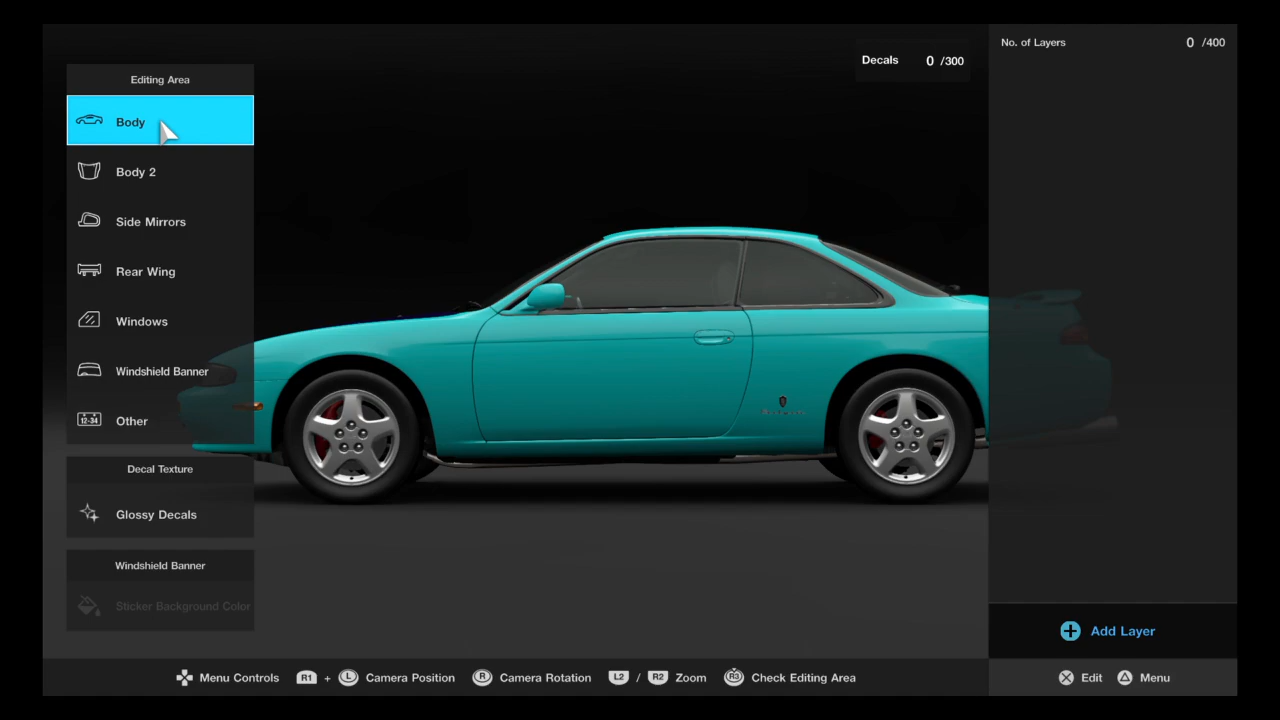 Editing Area
Body
Body 2
Side Mirrors
Rear Wing
Windows
Windshield Banner
12-34 Other
Decal Texture
Glossy Decals
Windshield Banner
Sticker Background Color
Decals 0 /300
No. of Layers 0 /400
Add Layer
Menu Controls R1 + L Camera Position R Camera Rotation L2 / R2 Zoom R3 Check Editing Area
Edit Menu